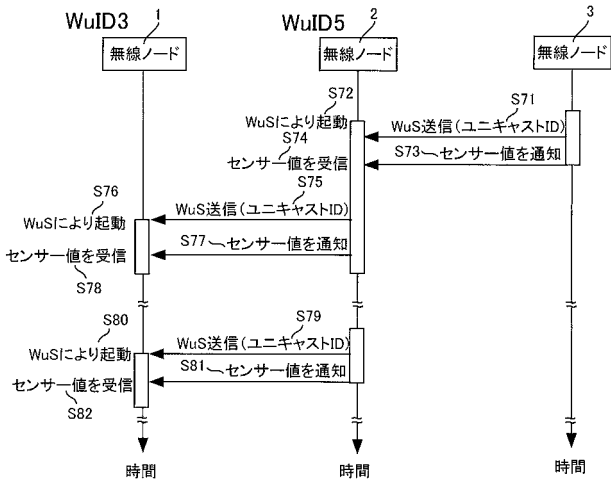 WuID3
1
無線ノード
WuID5
2
無線ノード
3
無線ノード
S72
WuSにより起動
S71
WuS送信(ユニキャストID)
S74
センサー値を受信
S73
センサー値を通知
S75
WuS送信(ユニキャストID)
S76
WuSにより起動
S77
センサー値を通知
センサー値を受信
S78
S79
WuS送信(ユニキャストID)
S80
WuSにより起動
S81
センサー値を通知
センサー値を受信
S82
時間
時間
時間